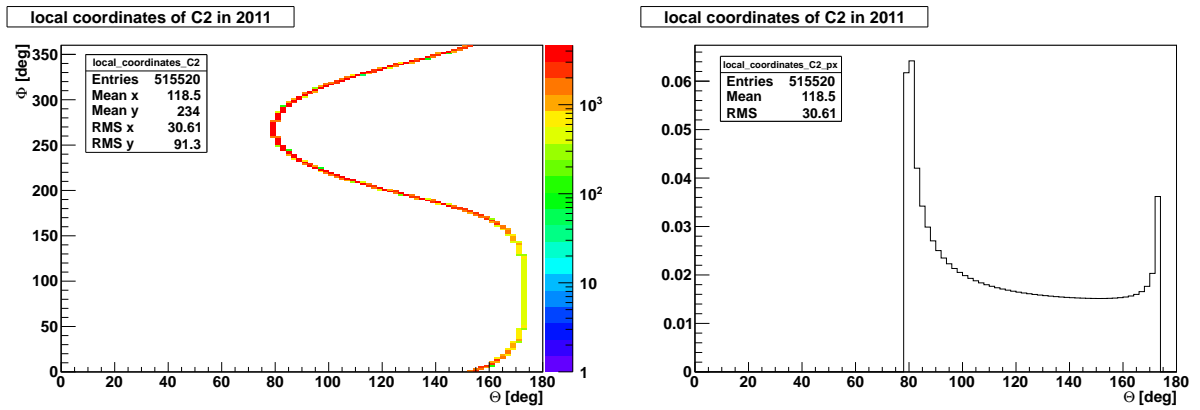 local coordinates of C2 in 2011
local_coordinates_C2
Entries 515520
Mean x 118.5
Mean y 234
RMS x 30.61
RMS y 91.3
Φ [deg]
350
300
250
200
150
100
50
0
0 20 40 60 80 100 120 140 160 180
Θ [deg]
10³
10²
10
1
local coordinates of C2 in 2011
local_coordinates_C2_px
Entries 515520
Mean 118.5
RMS 30.61
0.06
0.05
0.04
0.03
0.02
0.01
0
0 20 40 60 80 100 120 140 160 180
Θ [deg]